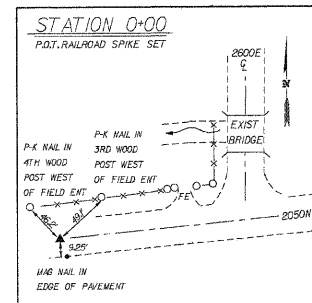 STATION 0+00
P.O.T. RAILROAD SPIKE SET
2600E
CL
N
P-K NAIL IN
3RD WOOD
POST WEST
OF FIELD ENT
P-K NAIL IN
4TH WOOD
POST WEST
OF FIELD ENT
EXIST
BRIDGE
FE
46.2'
49.1'
2050N
9.25'
MAG NAIL IN
EDGE OF PAVEMENT